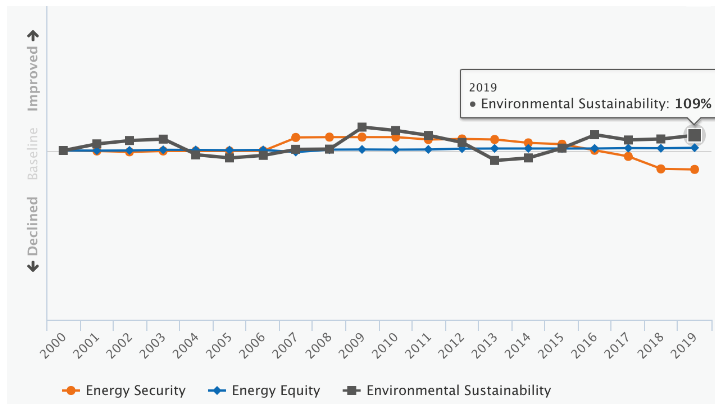 Improved
Baseline
Declined
2019
● Environmental Sustainability: 109%
2000 2001 2002 2003 2004 2005 2006 2007 2008 2009 2010 2011 2012 2013 2014 2015 2016 2017 2018 2019
Energy Security Energy Equity Environmental Sustainability